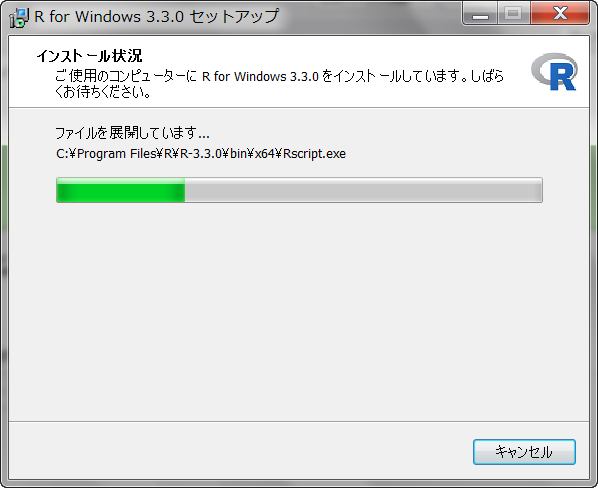 R for Windows 3.3.0 セットアップ
インストール状況
ご使用のコンピューターに R for Windows 3.3.0 をインストールしています。しばら
くお待ちください。
R
ファイルを展開しています...
C:¥Program Files¥R¥R-3.3.0¥bin¥x64¥Rscript.exe
キャンセル